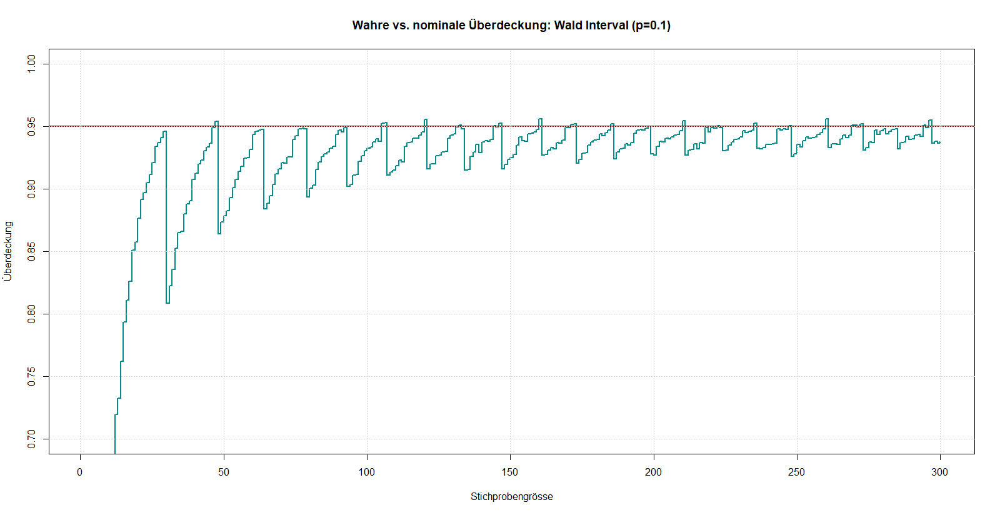 Wahre vs. nominale Überdeckung: Wald Interval (p=0.1)
1.00
0.95
0.90
0.85
0.80
0.75
0.70
Überdeckung
0 50 100 150 200 250 300
Stichprobengrösse